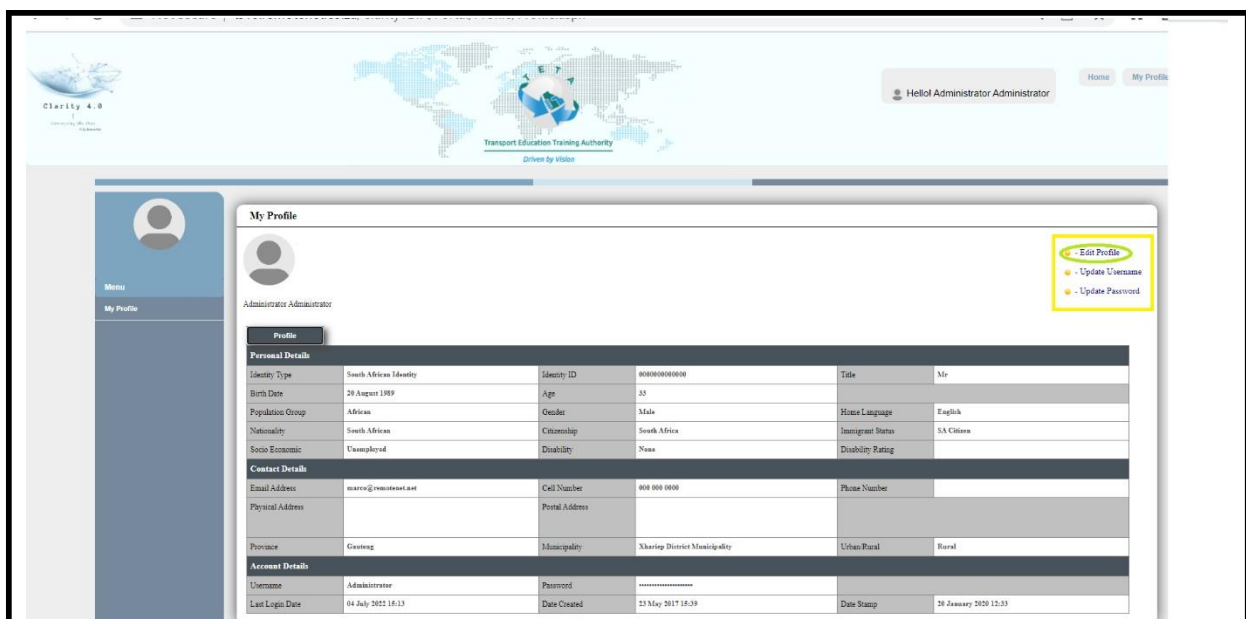 Clarity 4.0
T E T A
Transport Education Training Authority
Driven by Vision
Hello! Administrator Administrator
Home My Profile
Menu
My Profile
My Profile
- Edit Profile
- Update Username
- Update Password
Administrator Administrator
Profile
Personal Details
Identity Type South African Identity Identity ID 0000000000000 Title Mr
Birth Date 20 August 1989 Age 33
Population Group African Gender Male Home Language English
Nationality South African Citizenship South Africa Immigrant Status SA Citizen
Socio Economic Unemployed Disability None Disability Rating
Contact Details
Email Address marco@remotenet.net Cell Number 000 000 0000 Phone Number
Physical Address Postal Address
Province Gauteng Municipality Xhariep District Municipality Urban/Rural Rural
Account Details
Username Administrator Password ********************
Last Login Date 04 July 2022 15:13 Date Created 23 May 2017 15:39 Date Stamp 20 January 2020 12:33